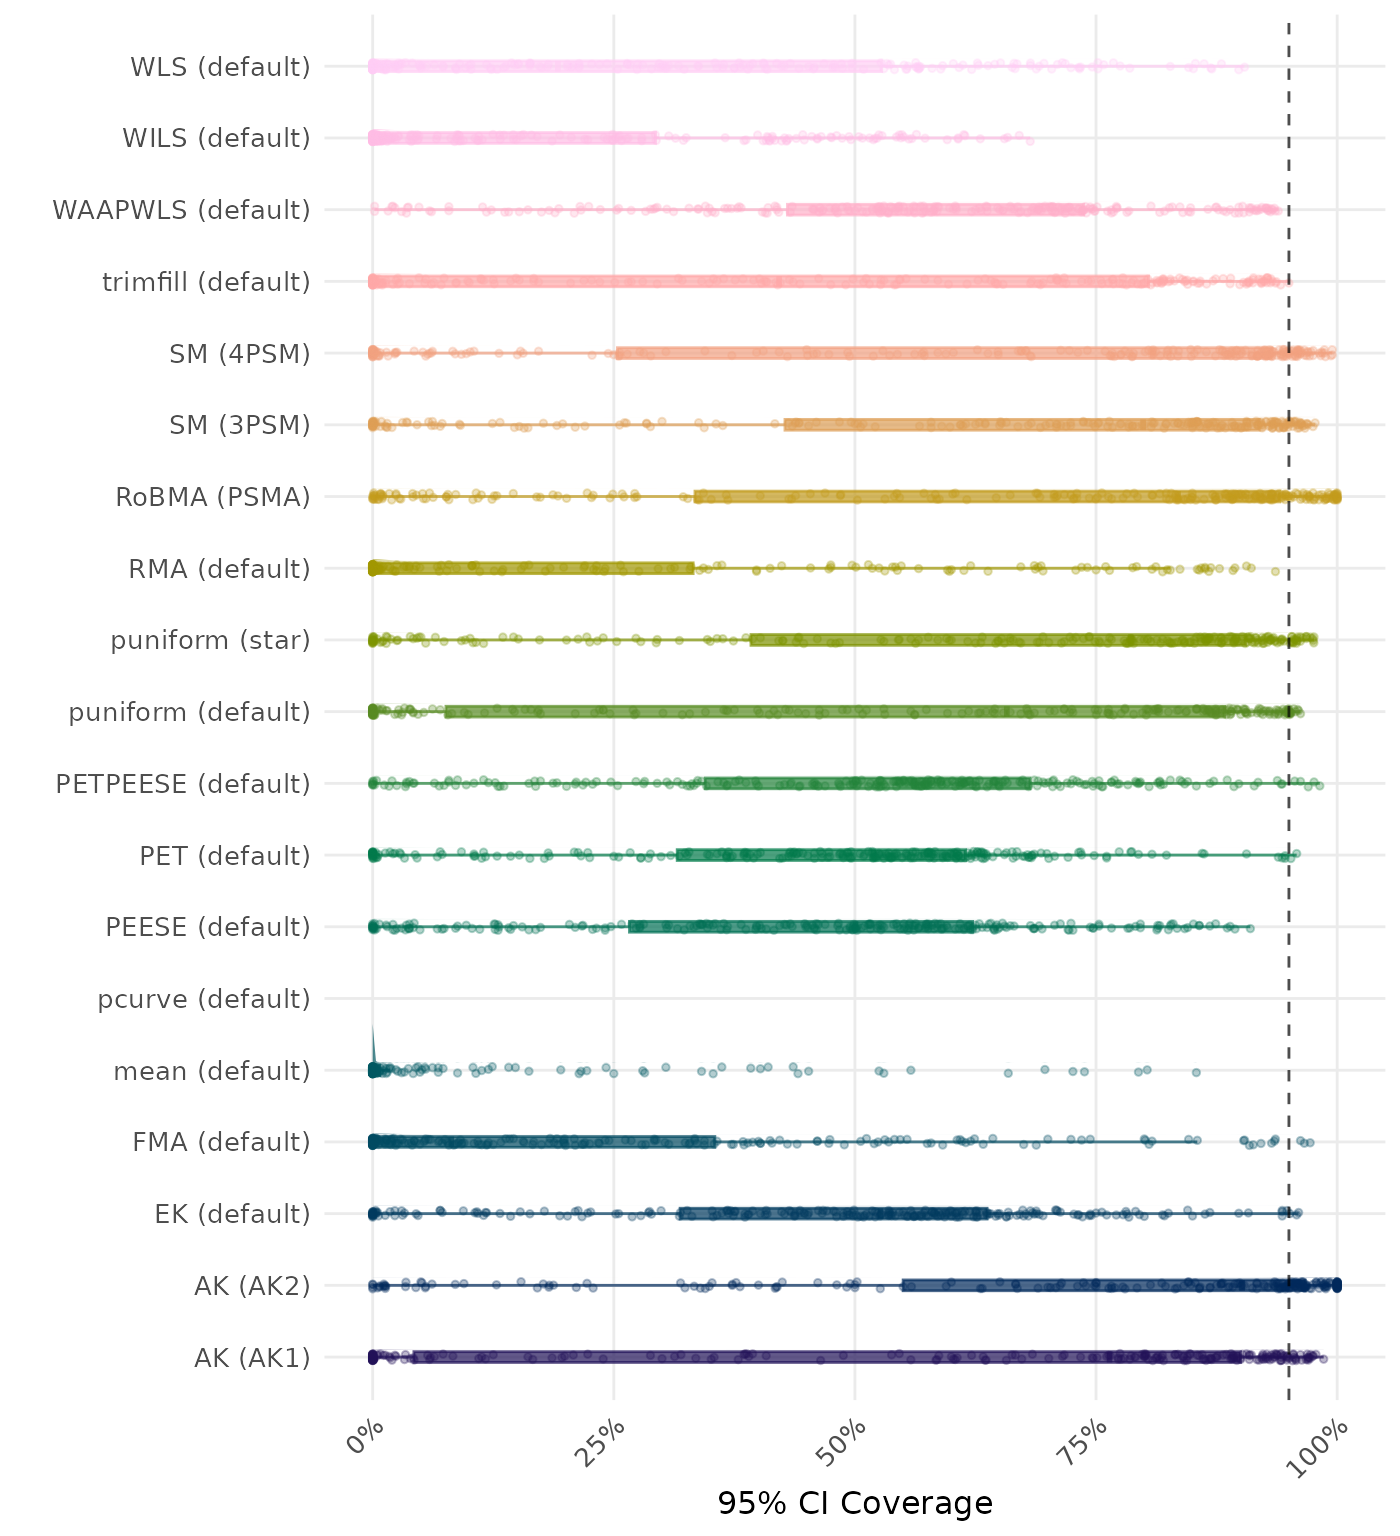 WLS (default)
WILS (default)
WAAPWLS (default)
trimfill (default)
SM (4PSM)
SM (3PSM)
RoBMA (PSMA)
RMA (default)
puniform (star)
puniform (default)
PETPEESE (default)
PET (default)
PEESE (default)
pcurve (default)
mean (default)
FMA (default)
EK (default)
AK (AK2)
AK (AK1)
0% 25% 50% 75% 100%
95% CI Coverage